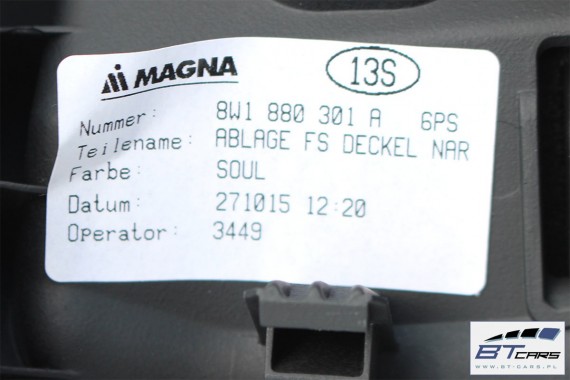 MAGNA 13S
Nummer: 8W1 880 301 A 6PS
Teilename: ABLAGE FS DECKEL NAR
Farbe: SOUL
Datum: 271015 12:20
Operator: 3449
BTCARS
WWW.BT-CARS.PL